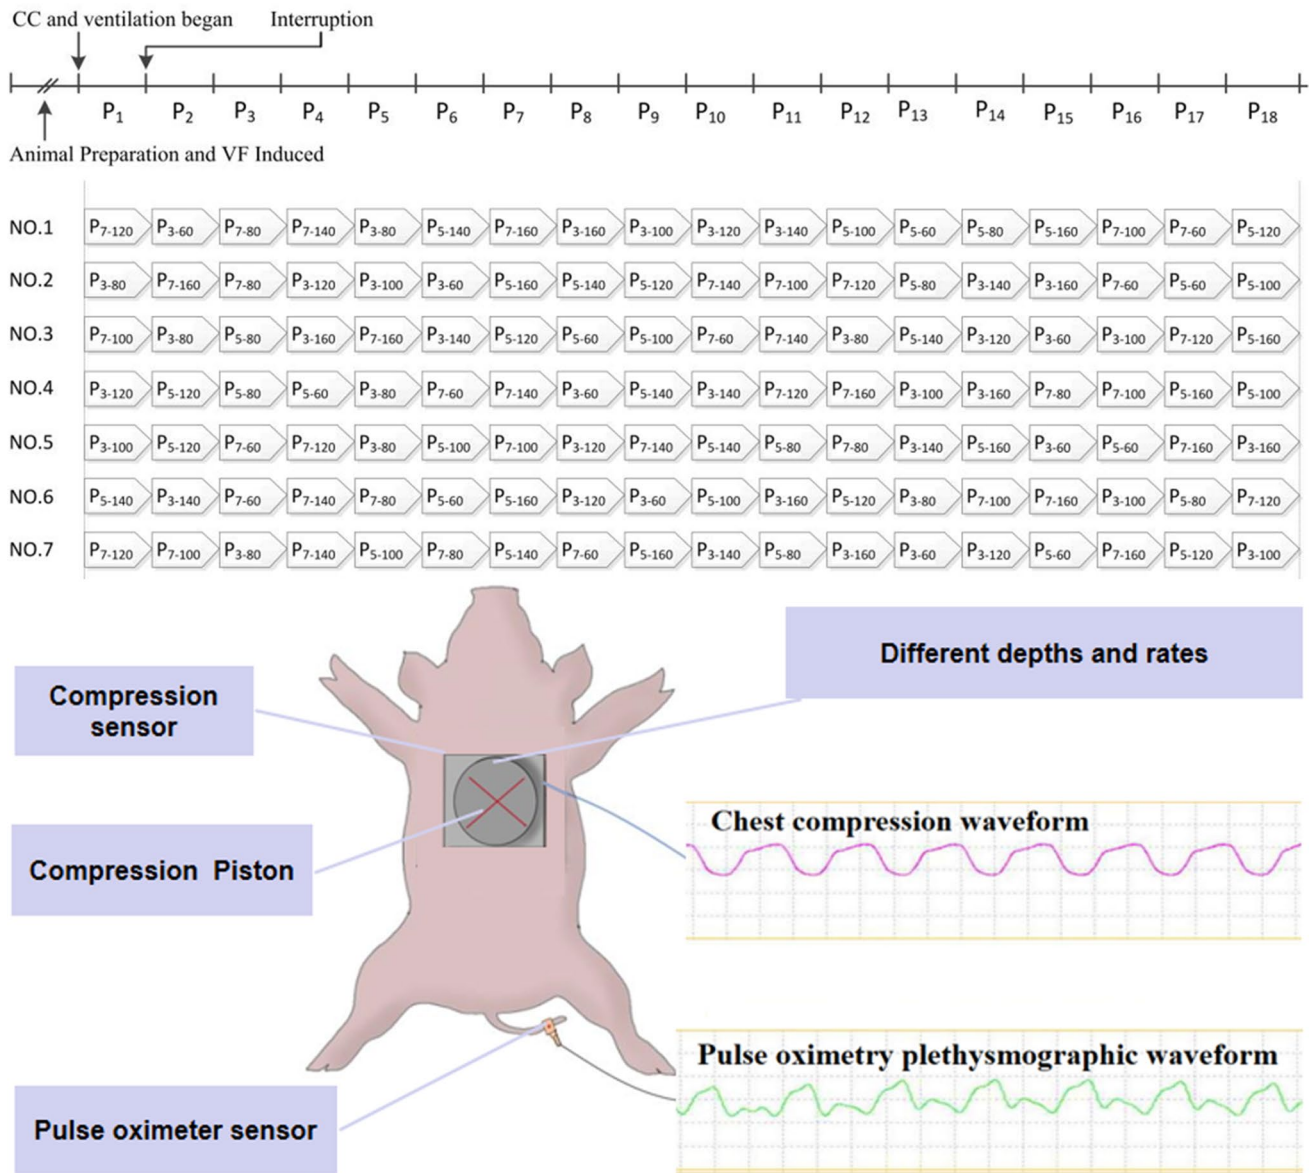 CC and ventilation began Interruption
P1 P2 P3 P4 P5 P6 P7 P8 P9 P10 P11 P12 P13 P14 P15 P16 P17 P18
Animal Preparation and VF Induced
NO.1 P7-120 P3-60 P7-80 P7-140 P3-80 P5-140 P7-160 P3-160 P3-100 P3-120 P3-140 P5-100 P5-60 P5-80 P5-160 P7-100 P7-60 P5-120
NO.2 P3-80 P7-160 P7-80 P3-120 P3-100 P3-60 P5-160 P5-140 P5-120 P7-140 P7-100 P7-120 P5-80 P3-140 P3-160 P7-60 P5-60 P5-100
NO.3 P7-100 P3-80 P5-80 P3-160 P7-160 P3-140 P5-120 P5-60 P5-100 P7-60 P7-140 P3-80 P5-140 P3-120 P3-60 P3-100 P7-120 P5-160
NO.4 P3-120 P5-120 P5-80 P5-60 P3-80 P7-60 P7-140 P3-60 P5-140 P3-140 P7-120 P7-160 P3-100 P3-160 P7-80 P7-100 P5-160 P5-100
NO.5 P3-100 P5-120 P7-60 P7-120 P3-80 P5-100 P7-100 P3-120 P7-140 P5-140 P5-80 P7-80 P3-140 P5-160 P3-60 P5-60 P7-160 P3-160
NO.6 P5-140 P3-140 P7-60 P7-140 P7-80 P5-60 P5-160 P3-120 P3-60 P5-100 P3-160 P5-120 P3-80 P7-100 P7-160 P3-100 P5-80 P7-120
NO.7 P7-120 P7-100 P3-80 P7-140 P5-100 P7-80 P5-140 P7-60 P5-160 P3-140 P5-80 P3-160 P3-60 P3-120 P5-60 P7-160 P5-120 P3-100
Different depths and rates
Compression
sensor
Chest compression waveform
Compression Piston
Pulse oximetry plethysmographic waveform
Pulse oximeter sensor